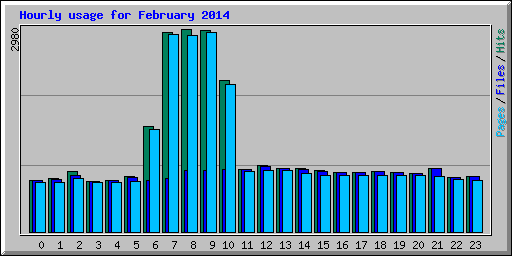 Hourly usage for February 2014
2980
Pages/Files/Hits
0 1 2 3 4 5 6 7 8 9 10 11 12 13 14 15 16 17 18 19 20 21 22 23